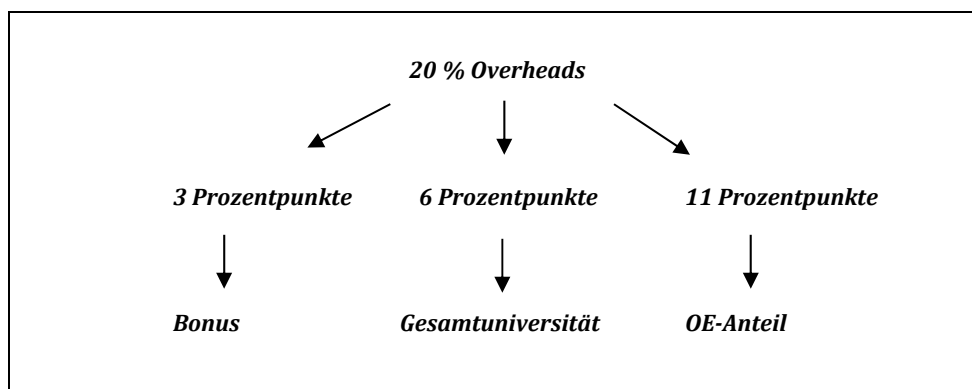 20 % Overheads
3 Prozentpunkte 6 Prozentpunkte 11 Prozentpunkte
Bonus Gesamtuniversität OE-Anteil